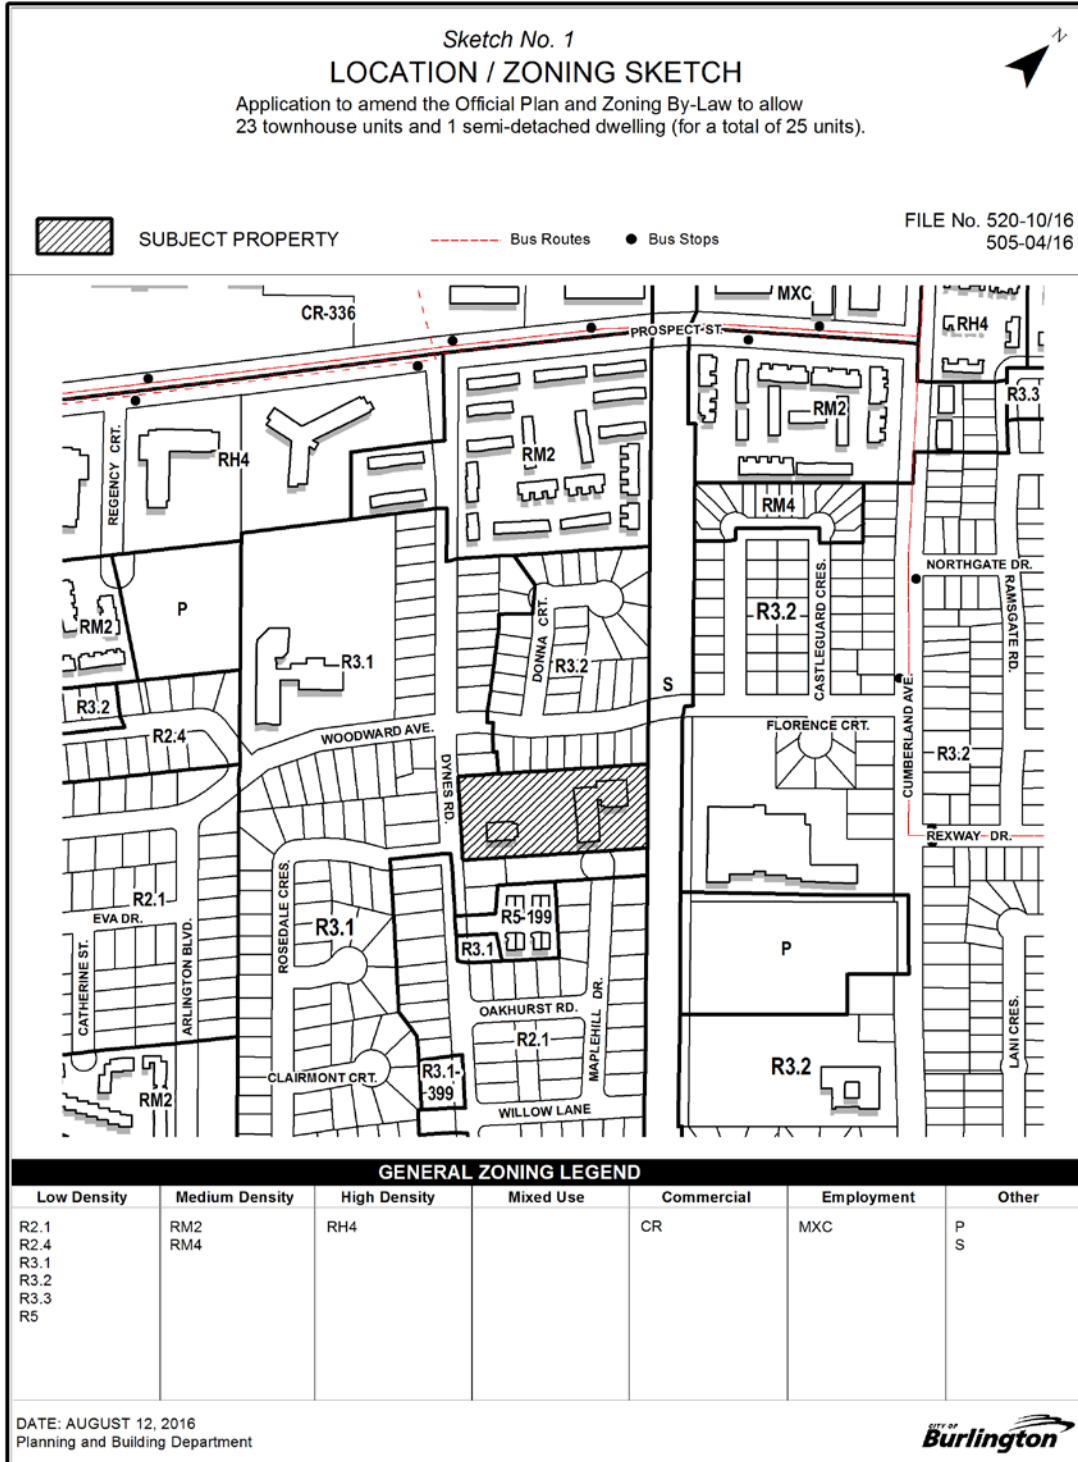 Sketch No. 1
N
LOCATION / ZONING SKETCH
Application to amend the Official Plan and Zoning By-Law to allow
23 townhouse units and 1 semi-detached dwelling (for a total of 25 units).
SUBJECT PROPERTY
Bus Routes
Bus Stops
FILE No. 520-10/16
505-04/16
CR-336
MXC
PROSPECT ST.
RH4
R3.3
RM2
REGENCY CRT.
RH4
RM2
RM4
NORTHGATE DR.
RAMSGATE RD.
P
RM2
R3.1
DONNA CRT.
R3.2
R3.2
CASTLEGUARD CRES.
S
R3.2
R2.4
WOODWARD AVE.
FLORENCE CRT.
CUMBERLAND AVE.
R3.2
DYNES RD.
REXWAY DR.
R2.1
EVA DR.
CATHERINE ST.
ARLINGTON BLVD.
ROSEDALE CRES.
R3.1
R5-199
R3.1
P
OAKHURST RD.
MAPLEHILL DR.
R2.1
LANI CRES.
R3.2
CLAIRMONT CRT.
R3.1-
399
RM2
WILLOW LANE
GENERAL ZONING LEGEND
Low Density
Medium Density
High Density
Mixed Use
Commercial
Employment
Other
R2.1
R2.4
R3.1
R3.2
R3.3
R5
RM2
RM4
RH4
CR
MXC
P
S
DATE: AUGUST 12, 2016
Planning and Building Department
CITY OF
Burlington